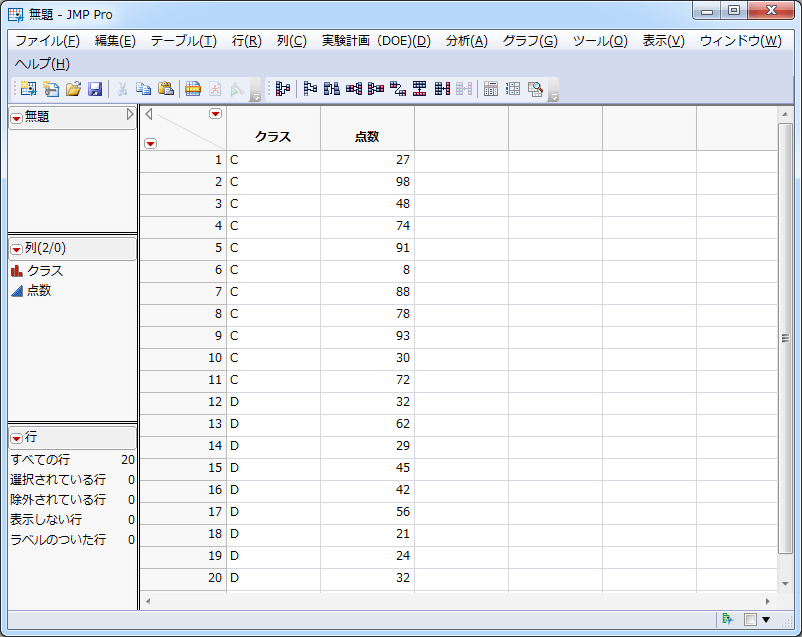 無題 - JMP Pro
ファイル(F) 編集(E) テーブル(T) 行(R) 列(C) 実験計画（DOE)(D) 分析(A) グラフ(G) ツール(O) 表示(V) ウィンドウ(W)
ヘルプ(H)
無題
列(2/0)
クラス
点数
行
すべての行 20
選択されている行 0
除外されている行 0
表示しない行 0
ラベルのついた行 0
クラス 点数
1 C 27
2 C 98
3 C 48
4 C 74
5 C 91
6 C 8
7 C 88
8 C 78
9 C 93
10 C 30
11 C 72
12 D 32
13 D 62
14 D 29
15 D 45
16 D 42
17 D 56
18 D 21
19 D 24
20 D 32